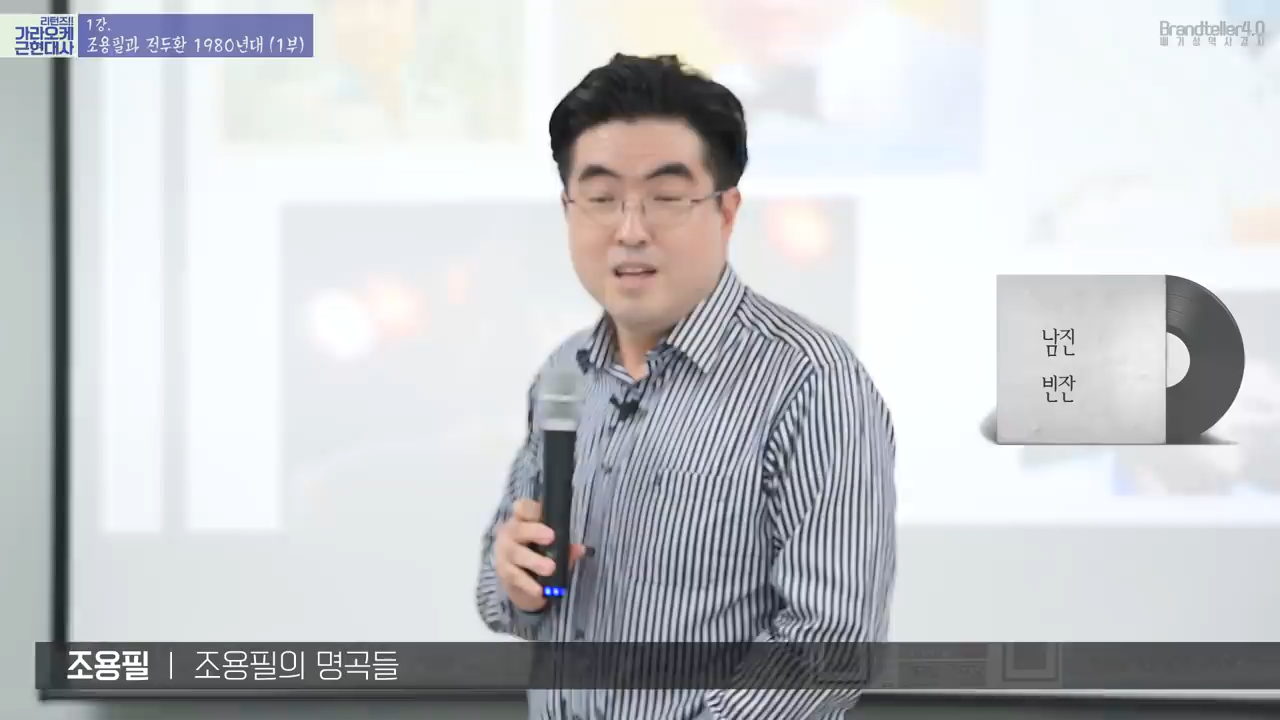 리턴즈!!
가라오케
근현대사
1강.
조용필과 전두환 1980년대 (1부)
Brandteller4.0
남진
빈잔
조용필 | 조용필의 명곡들